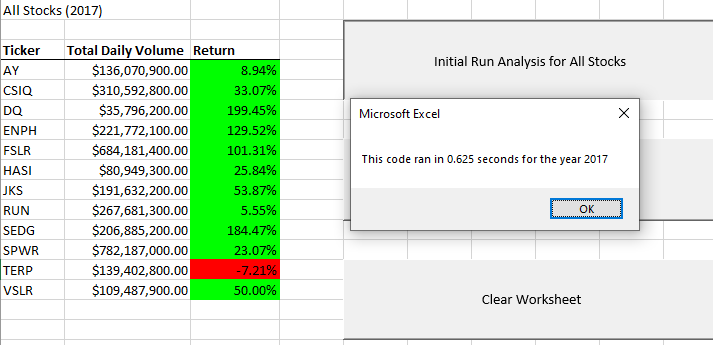 All Stocks (2017)
Ticker Total Daily Volume Return
AY $136,070,900.00 8.94%
CSIQ $310,592,800.00 33.07%
DQ $35,796,200.00 199.45%
ENPH $221,772,100.00 129.52%
FSLR $684,181,400.00 101.31%
HASI $80,949,300.00 25.84%
JKS $191,632,200.00 53.87%
RUN $267,681,300.00 5.55%
SEDG $206,885,200.00 184.47%
SPWR $782,187,000.00 23.07%
TERP $139,402,800.00 -7.21%
VSLR $109,487,900.00 50.00%
Initial Run Analysis for All Stocks
Microsoft Excel
This code ran in 0.625 seconds for the year 2017
OK
Clear Worksheet